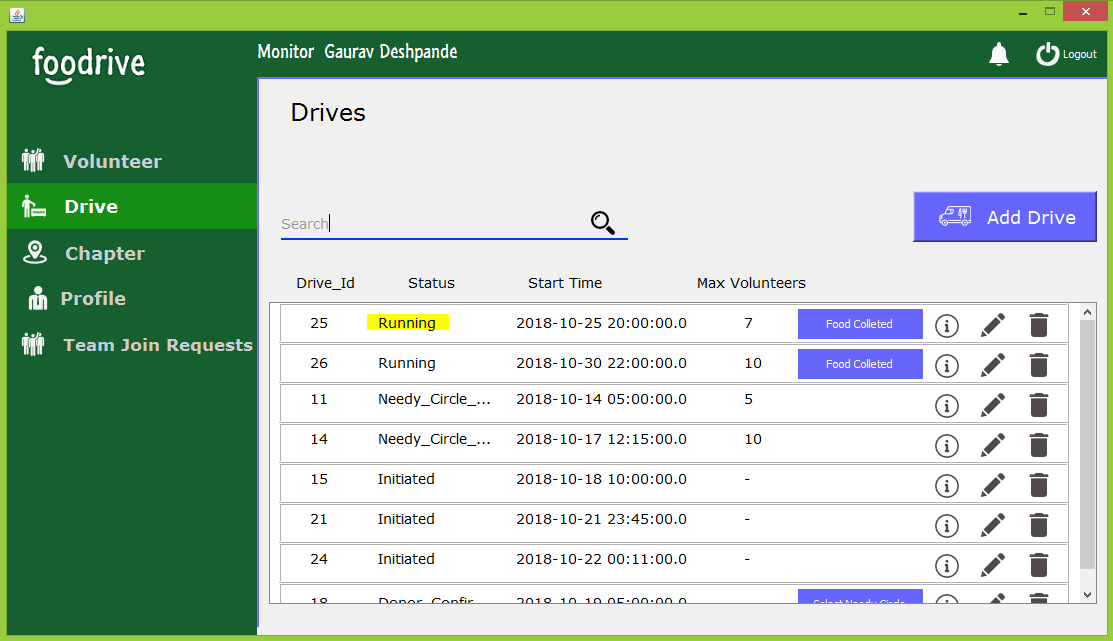 foodrive
Monitor Gaurav Deshpande
Logout
Volunteer
Drive
Chapter
Profile
Team Join Requests
Drives
Search
Add Drive
Drive_Id Status Start Time Max Volunteers
25 Running 2018-10-25 20:00:00.0 7 Food Colleted
26 Running 2018-10-30 22:00:00.0 10 Food Colleted
11 Needy_Circle_... 2018-10-14 05:00:00.0 5
14 Needy_Circle_... 2018-10-17 12:15:00.0 10
15 Initiated 2018-10-18 10:00:00.0 -
21 Initiated 2018-10-21 23:45:00.0 -
24 Initiated 2018-10-22 00:11:00.0 -
18 Donor_Confir 2018-10-19 05:00:00.0 Select Needy Circle